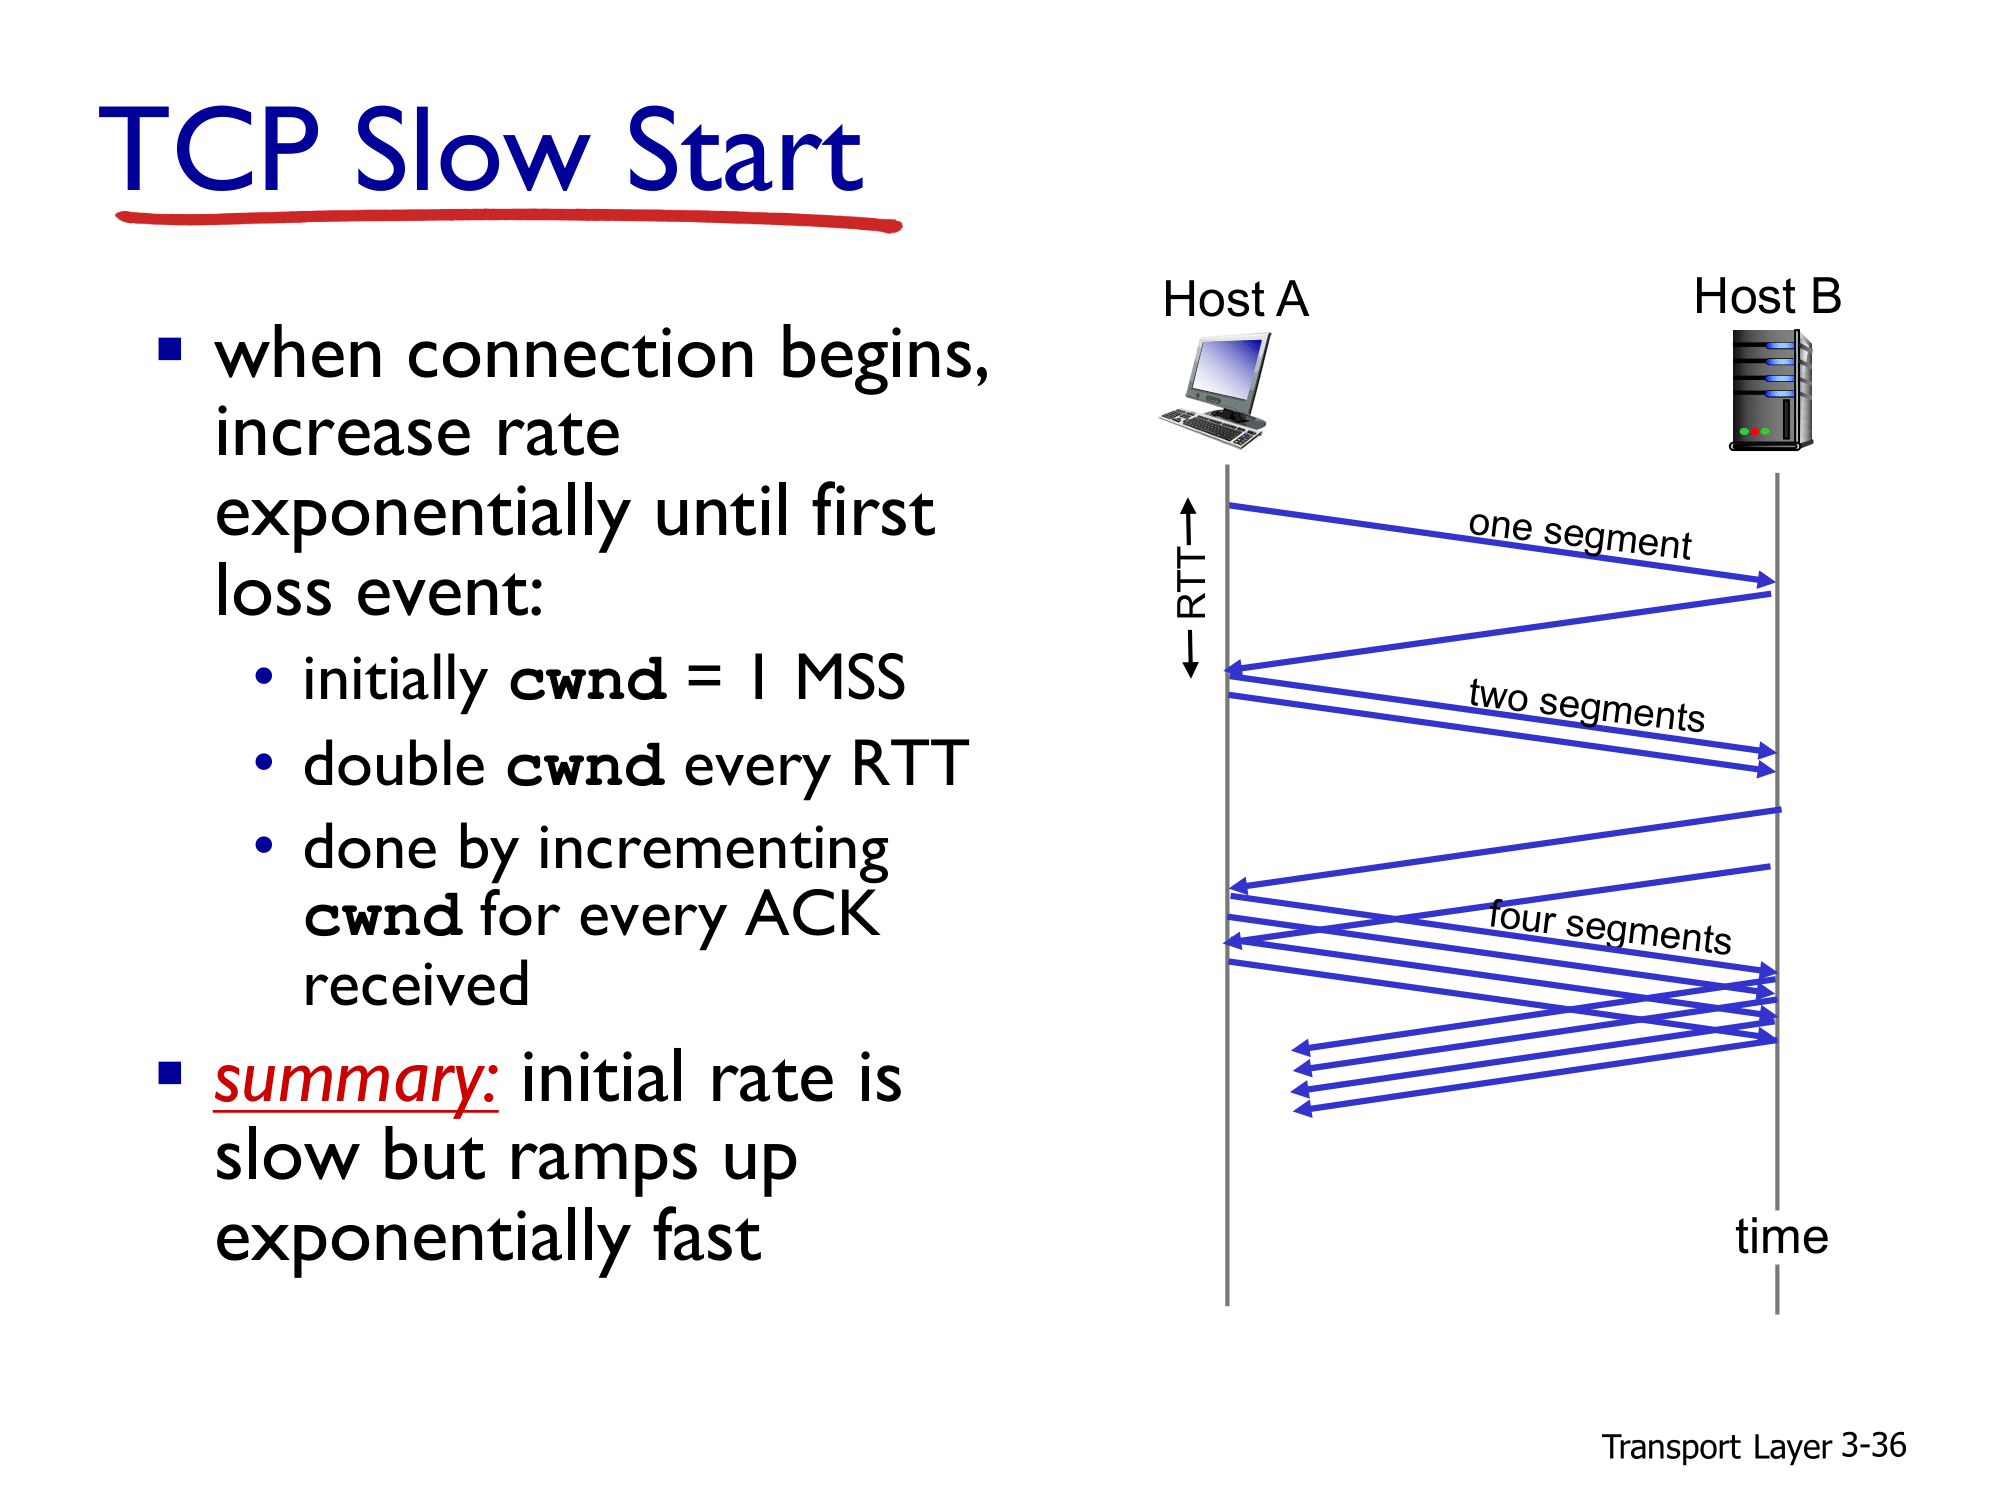 TCP Slow Start
▪ when connection begins,
increase rate
exponentially until first
loss event:
• initially cwnd = 1 MSS
• double cwnd every RTT
• done by incrementing
cwnd for every ACK
received
▪ summary: initial rate is
slow but ramps up
exponentially fast
Host A
Host B
one segment
RTT
two segments
four segments
time
Transport Layer 3-36